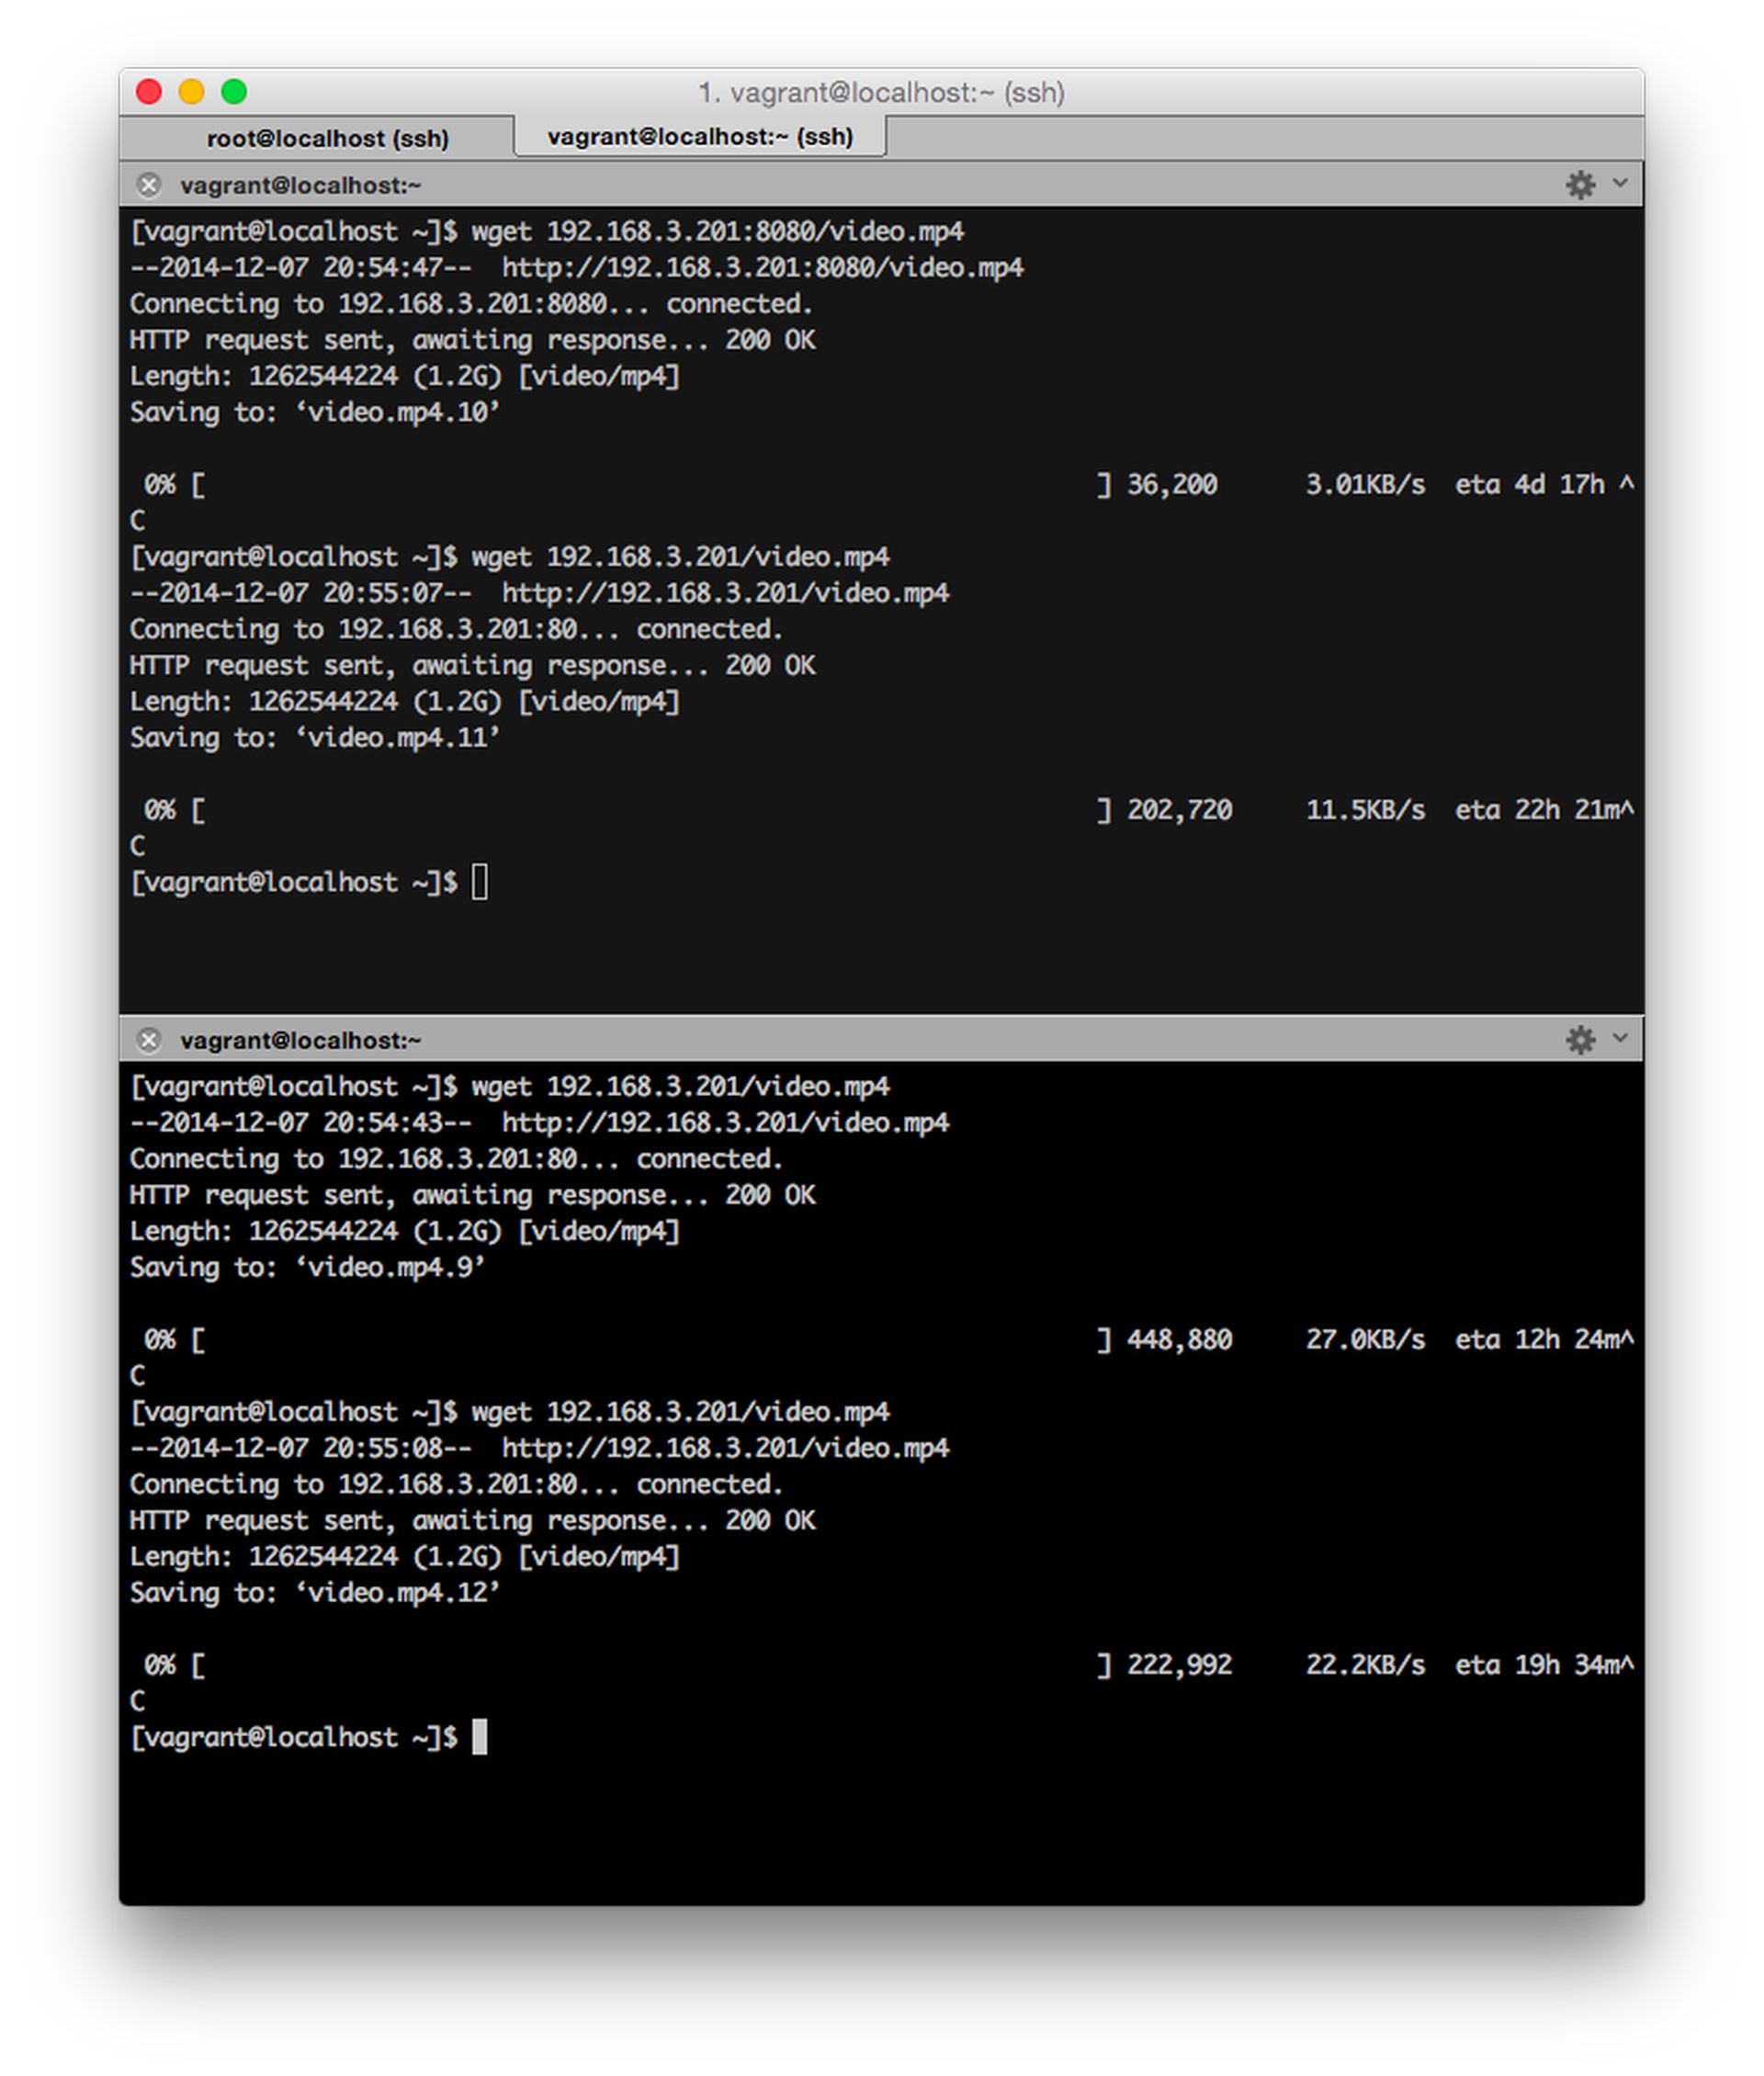 1. vagrant@localhost:~ (ssh)
root@localhost (ssh) vagrant@localhost:~ (ssh)
vagrant@localhost:~
[vagrant@localhost ~]$ wget 192.168.3.201:8080/video.mp4
--2014-12-07 20:54:47--  http://192.168.3.201:8080/video.mp4
Connecting to 192.168.3.201:8080... connected.
HTTP request sent, awaiting response... 200 OK
Length: 1262544224 (1.2G) [video/mp4]
Saving to: ‘video.mp4.10’
0% [ ] 36,200 3.01KB/s eta 4d 17h ^
C
[vagrant@localhost ~]$ wget 192.168.3.201/video.mp4
--2014-12-07 20:55:07--  http://192.168.3.201/video.mp4
Connecting to 192.168.3.201:80... connected.
HTTP request sent, awaiting response... 200 OK
Length: 1262544224 (1.2G) [video/mp4]
Saving to: ‘video.mp4.11’
0% [ ] 202,720 11.5KB/s eta 22h 21m^
C
[vagrant@localhost ~]$
vagrant@localhost:~
[vagrant@localhost ~]$ wget 192.168.3.201/video.mp4
--2014-12-07 20:54:43--  http://192.168.3.201/video.mp4
Connecting to 192.168.3.201:80... connected.
HTTP request sent, awaiting response... 200 OK
Length: 1262544224 (1.2G) [video/mp4]
Saving to: ‘video.mp4.9’
0% [ ] 448,880 27.0KB/s eta 12h 24m^
C
[vagrant@localhost ~]$ wget 192.168.3.201/video.mp4
--2014-12-07 20:55:08--  http://192.168.3.201/video.mp4
Connecting to 192.168.3.201:80... connected.
HTTP request sent, awaiting response... 200 OK
Length: 1262544224 (1.2G) [video/mp4]
Saving to: ‘video.mp4.12’
0% [ ] 222,992 22.2KB/s eta 19h 34m^
C
[vagrant@localhost ~]$